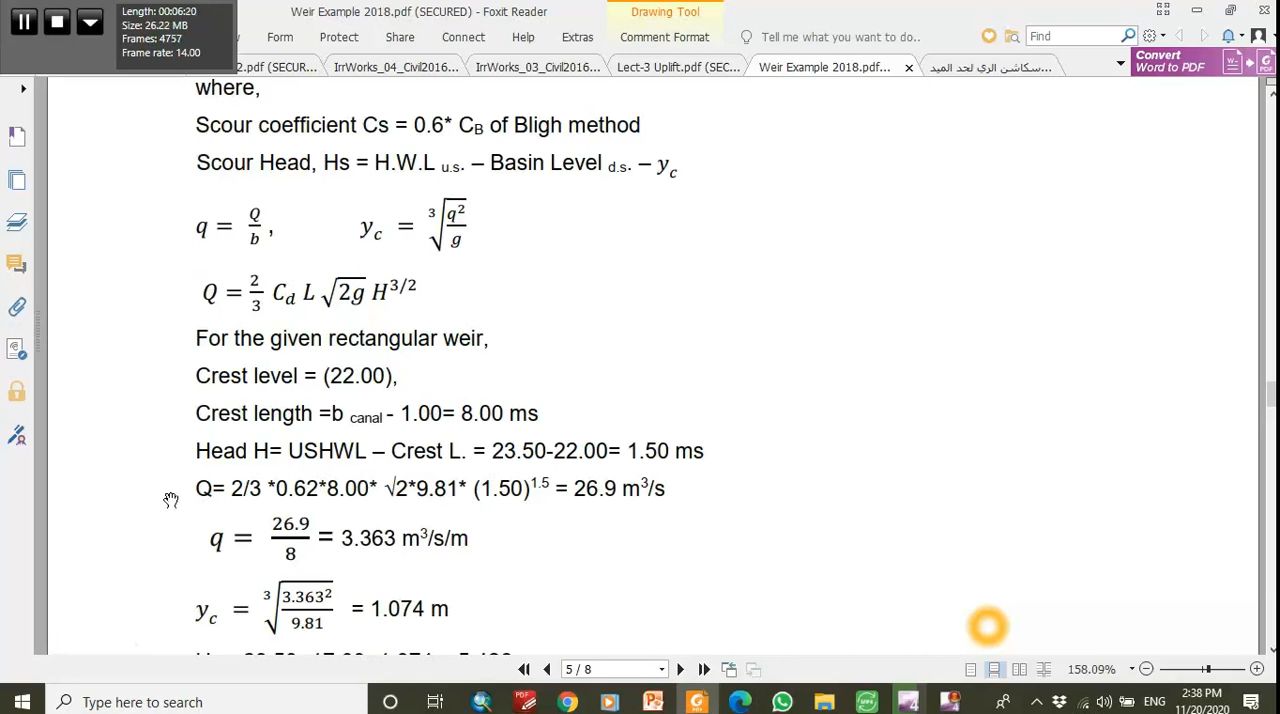 Length: 00:06:20
Size: 26.22 MB
Frames: 4757
Frame rate: 14.00
Weir Example 2018.pdf (SECURED) - Foxit Reader
Drawing Tool
Form Protect Share Connect Help Extras Comment Format Tell me what you want to do.. Find
2.pdf (SECUR... IrrWorks_04_Civil2016... IrrWorks_03_Civil2016... Lect-3 Uplift.pdf (SEC... Weir Example 2018.pdf... سكاشن الري لحد الميد...
Convert
Word to PDF
where,
Scour coefficient Cs = 0.6* CB of Bligh method
Scour Head, Hs = H.W.L u.s. – Basin Level d.s. – yc
q = Q/b , yc = ∛(q²/g)
Q = 2/3 Cd L √2g H^3/2
For the given rectangular weir,
Crest level = (22.00),
Crest length =b canal - 1.00= 8.00 ms
Head H= USHWL – Crest L. = 23.50-22.00= 1.50 ms
Q= 2/3 *0.62*8.00* √2*9.81* (1.50)^1.5 = 26.9 m³/s
q = 26.9/8 = 3.363 m³/s/m
yc = ∛(3.363²/9.81) = 1.074 m
5 / 8
158.09%
Type here to search
ENG
2:38 PM
11/20/2020